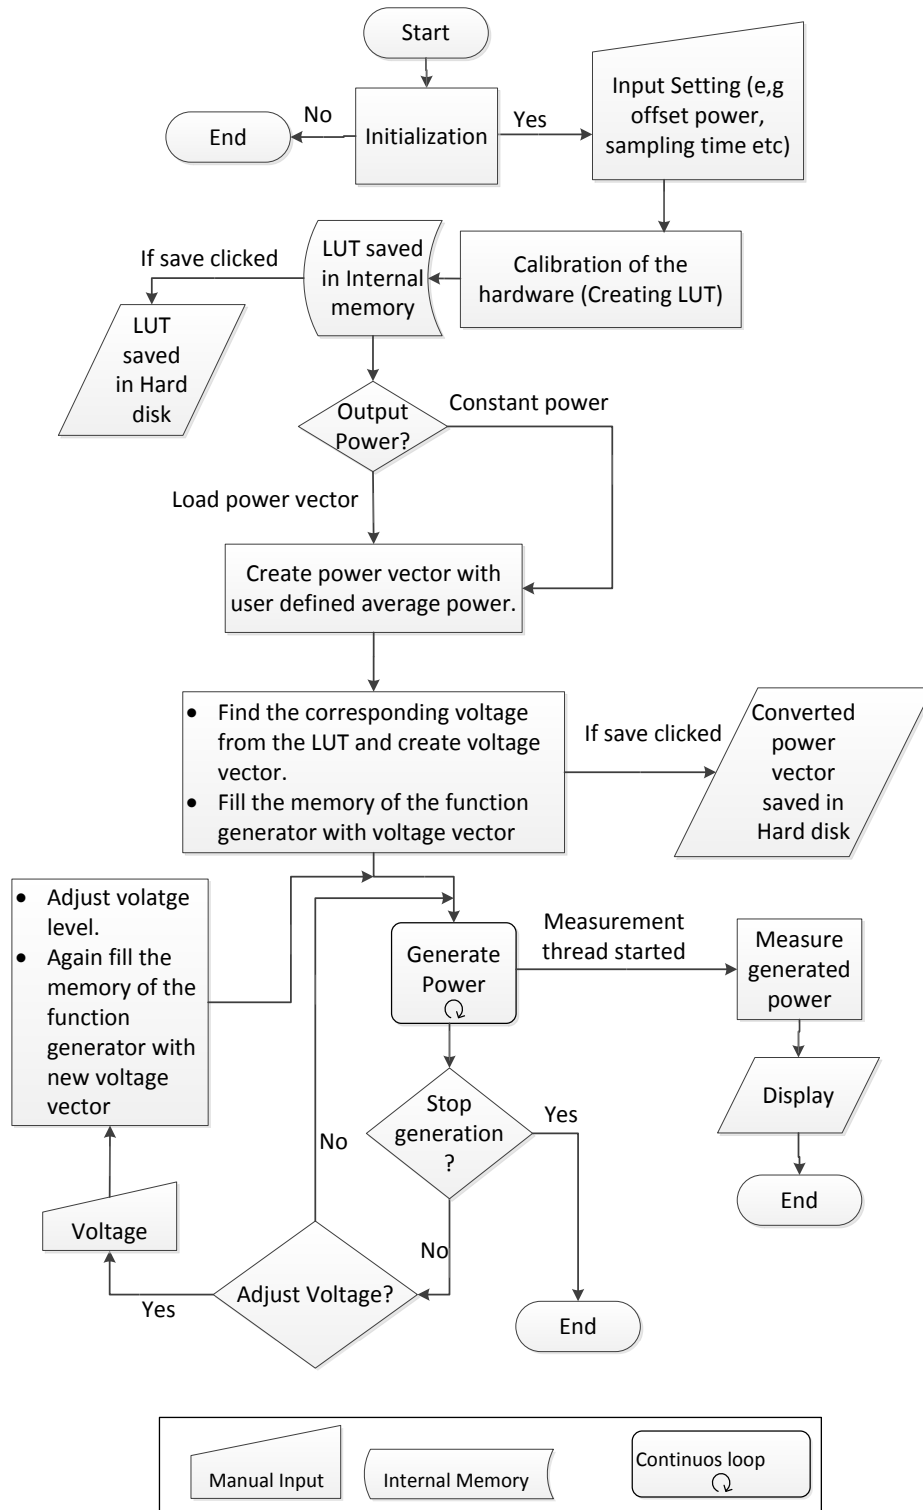 Start
No
End
Initialization
Yes
Input Setting (e,g
offset power,
sampling time etc)
If save clicked
LUT saved
in Internal
memory
Calibration of the
hardware (Creating LUT)
LUT
saved
in Hard
disk
Output
Power?
Constant power
Load power vector
Create power vector with
user defined average power.
• Find the corresponding voltage
from the LUT and create voltage
vector.
• Fill the memory of the function
generator with voltage vector
If save clicked
Converted
power
vector
saved in
Hard disk
• Adjust volatge
level.
• Again fill the
memory of the
function
generator with
new voltage
vector
Generate
Power
Measurement
thread started
Measure
generated
power
Display
End
Stop
generation
?
Yes
No
No
Voltage
Yes
Adjust Voltage?
End
Manual Input
Internal Memory
Continuos loop